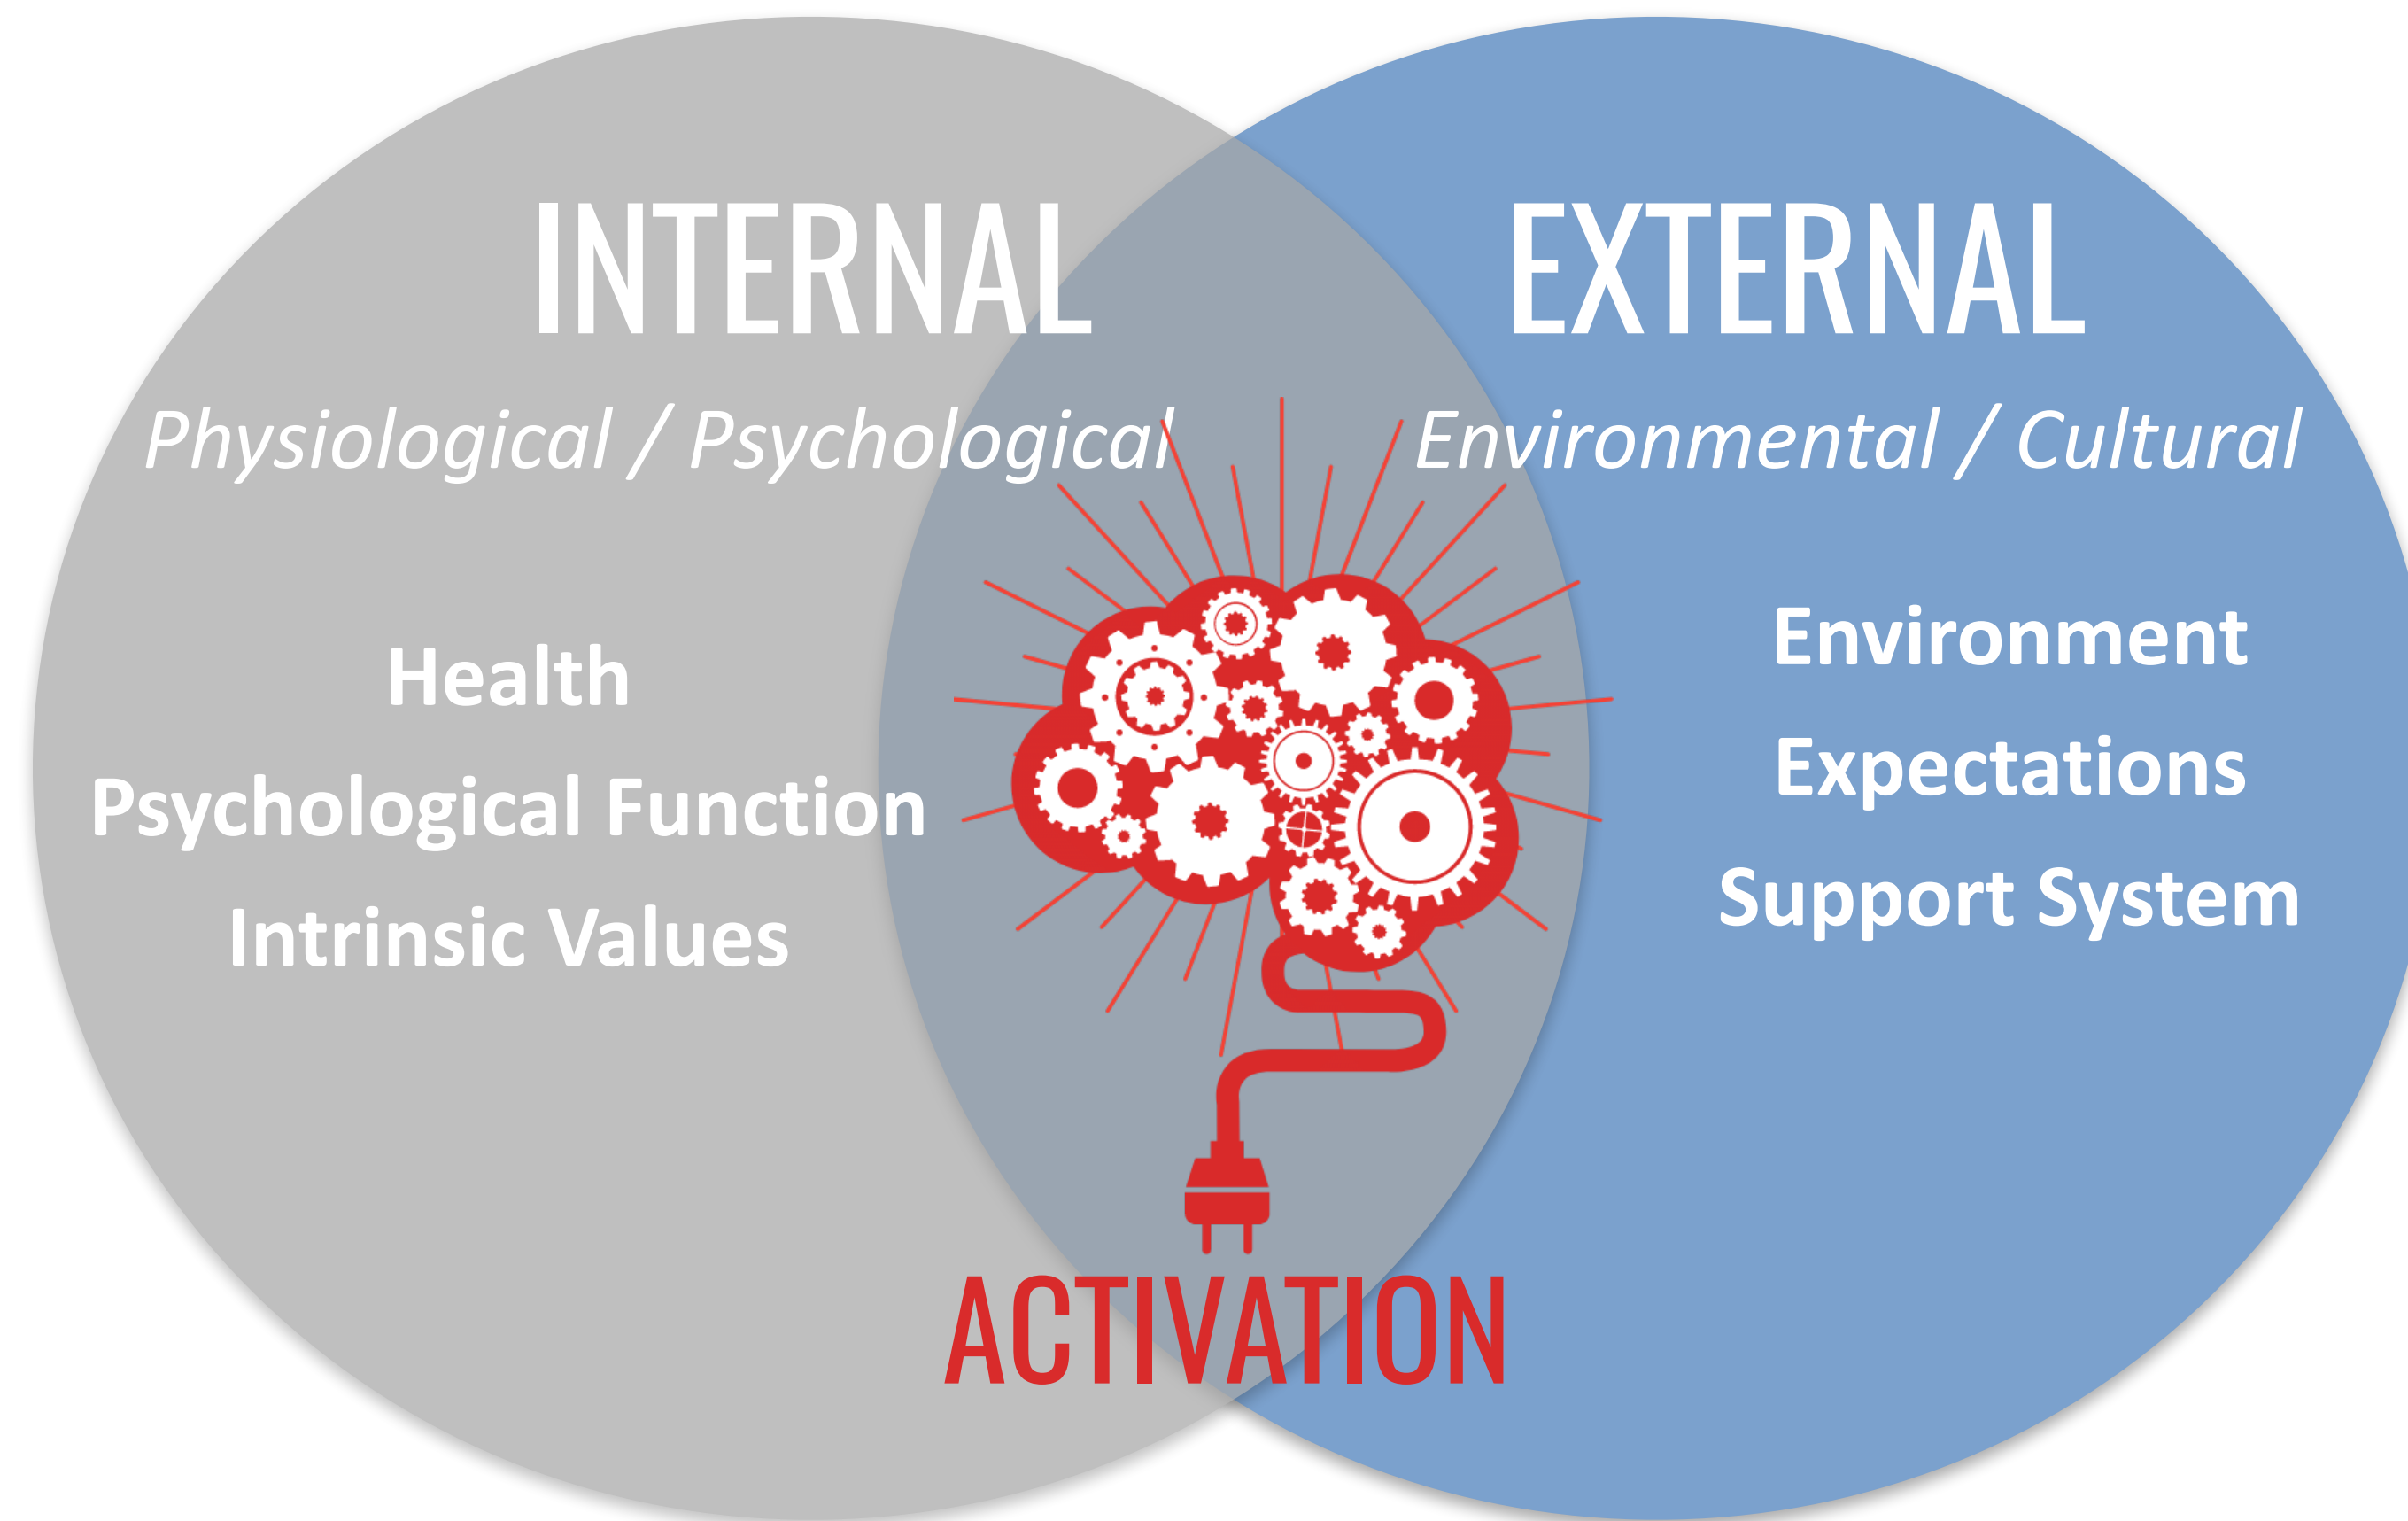 INTERNAL
Physiological / Psychological
Health
Psychological Function
Intrinsic Values
EXTERNAL
Environmental / Cultural
Environment
Expectations
Support System
ACTIVATION